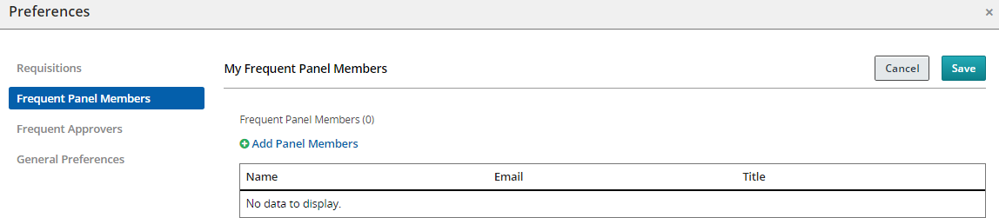 Preferences
×
Requisitions
Frequent Panel Members
Frequent Approvers
General Preferences
My Frequent Panel Members
Cancel
Save
Frequent Panel Members (0)
Add Panel Members
Name Email Title
No data to display.